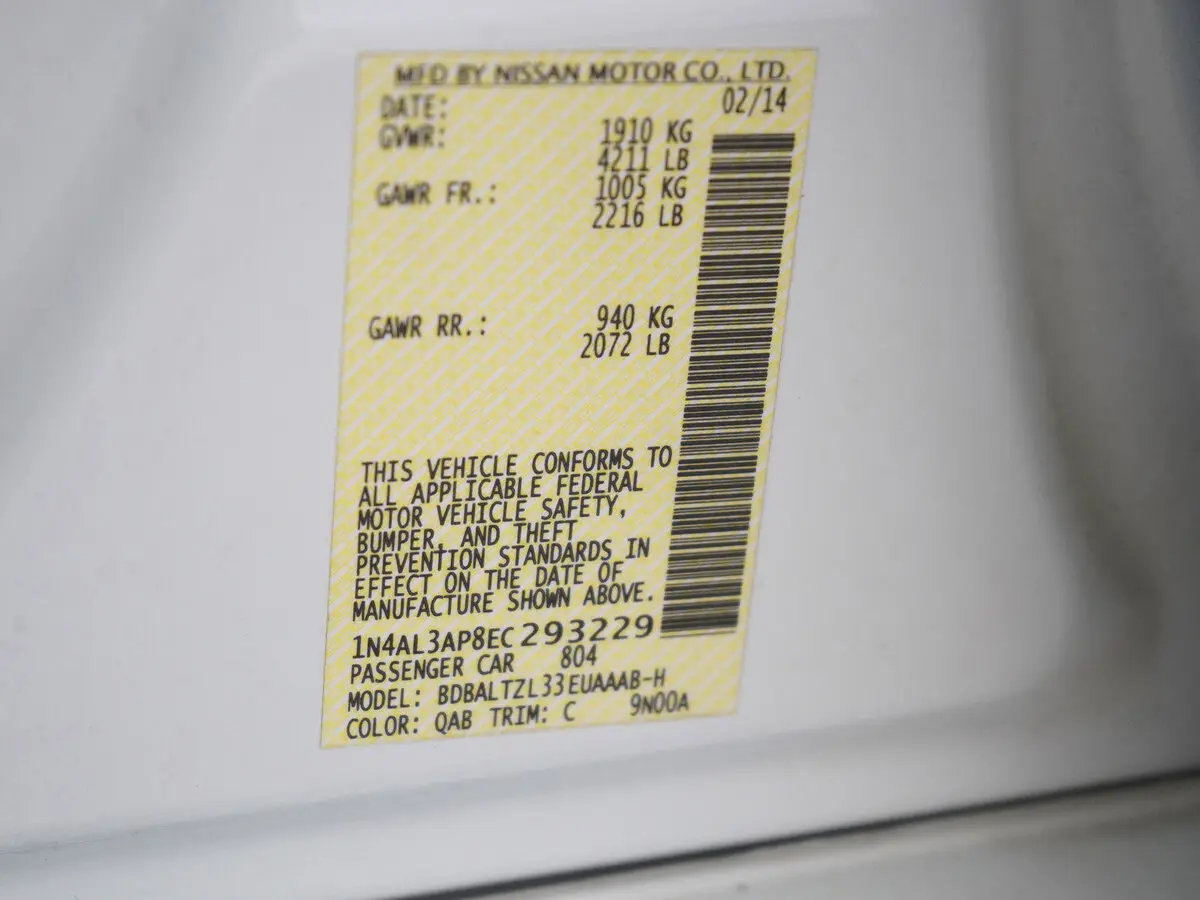 MFD BY NISSAN MOTOR CO., LTD.
DATE: 02/14
GVWR: 1910 KG
4211 LB
GAWR FR.: 1005 KG
2216 LB
GAWR RR.: 940 KG
2072 LB
THIS VEHICLE CONFORMS TO
ALL APPLICABLE FEDERAL
MOTOR VEHICLE SAFETY,
BUMPER, AND THEFT
PREVENTION STANDARDS IN
EFFECT ON THE DATE OF
MANUFACTURE SHOWN ABOVE.
1N4AL3AP8EC293229
PASSENGER CAR 804
MODEL: BDBALTZL33EUAAAB-H
COLOR: QAB TRIM: C 9N00A